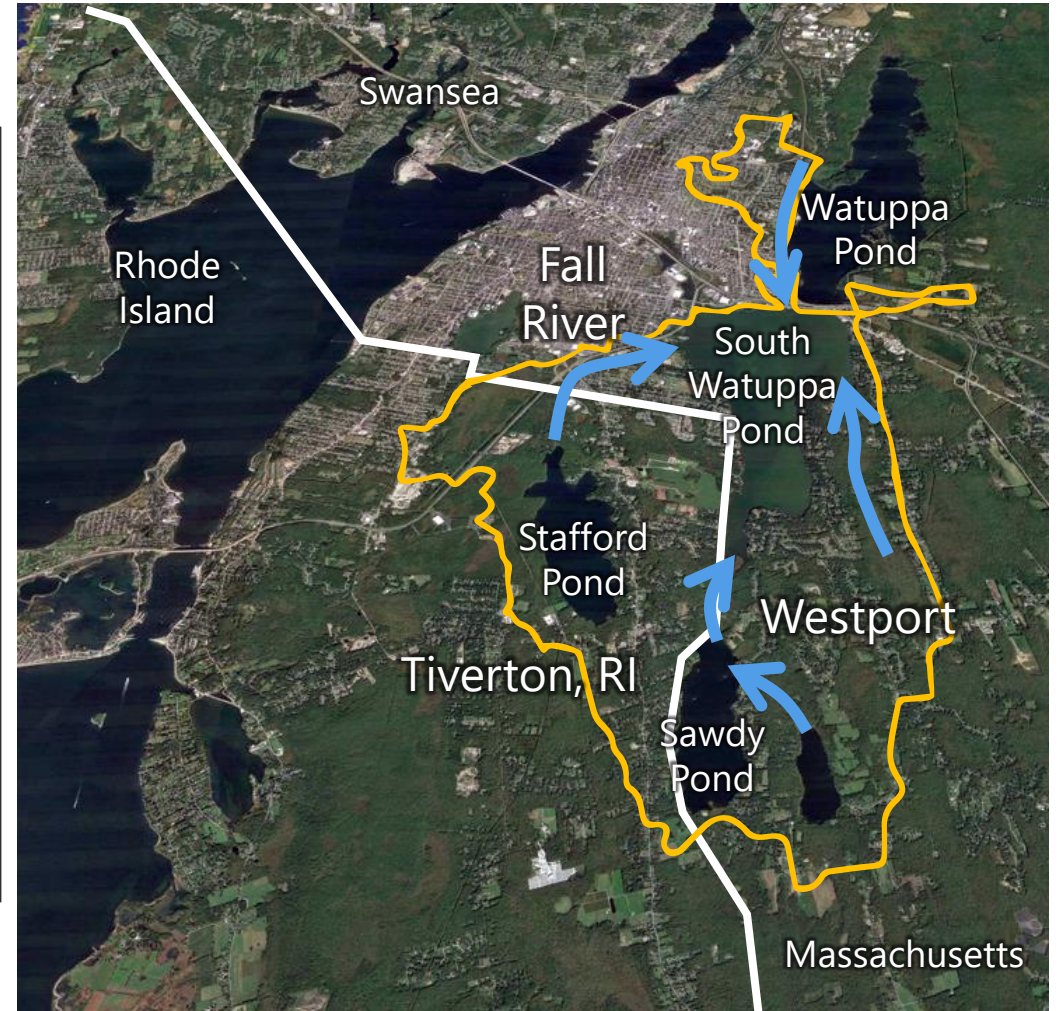 Swansea
Watuppa
Pond
Rhode
Island
Fall
River
South
Watuppa
Pond
Stafford
Pond
Westport
Tiverton, RI
Sawdy
Pond
Massachusetts